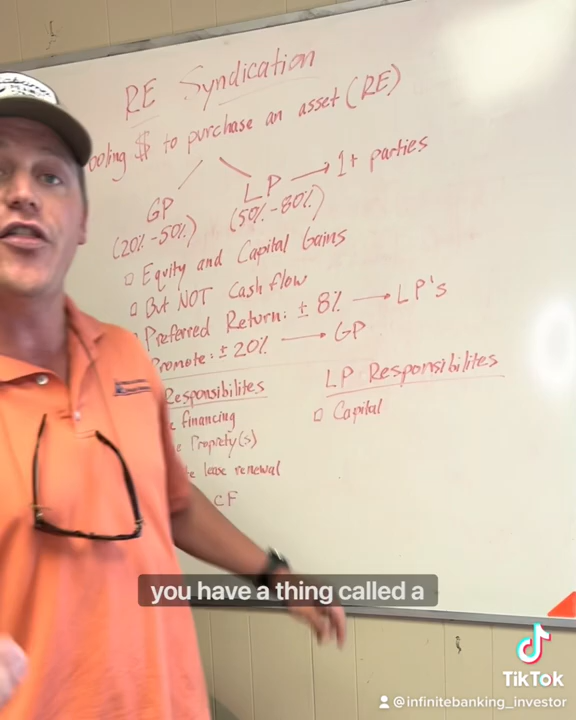 RE Syndication
ooling $ to purchase an asset (RE)
GP
(20% - 50%)
LP → 1+ parties
(50% - 80%)
Equity and Capital Gains
But NOT Cash flow
Preferred Return: ± 8% → LP's
Promote: ± 20% → GP
Responsibilites
e financing
e Propriety(s)
te lease renewal
CF
LP Responsibilites
Capital
you have a thing called a
TikTok
@infinitebanking_investor